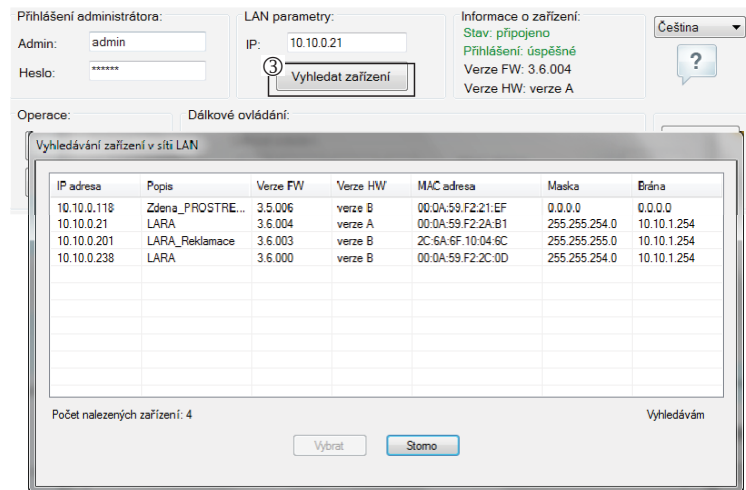 Přihlášení administrátora:
LAN parametry:
Informace o zařízení:
Admin: admin
IP: 10.10.0.21
Stav: připojeno
Přihlášení: úspěšné
Čeština
Heslo: ******
③ Vyhledat zařízení
Verze FW: 3.6.004
Verze HW: verze A
?
Operace:
Dálkové ovládání:
Vyhledávání zařízení v síti LAN
IP adresa Popis Verze FW Verze HW MAC adresa Maska Brána
10.10.0.118 Zdena_PROSTRE... 3.5.006 verze B 00:0A:59:F2:21:EF 0.0.0.0 0.0.0.0
10.10.0.21 LARA 3.6.004 verze A 00:0A:59:F2:2A:B1 255.255.254.0 10.10.1.254
10.10.0.201 LARA_Reklamace 3.6.003 verze B 2C:6A:6F:10:04:6C 255.255.255.0 10.10.1.254
10.10.0.238 LARA 3.6.000 verze B 00:0A:59:F2:2C:0D 255.255.254.0 10.10.1.254
Počet nalezených zařízení: 4
Vyhledávám
Vybrat
Storno